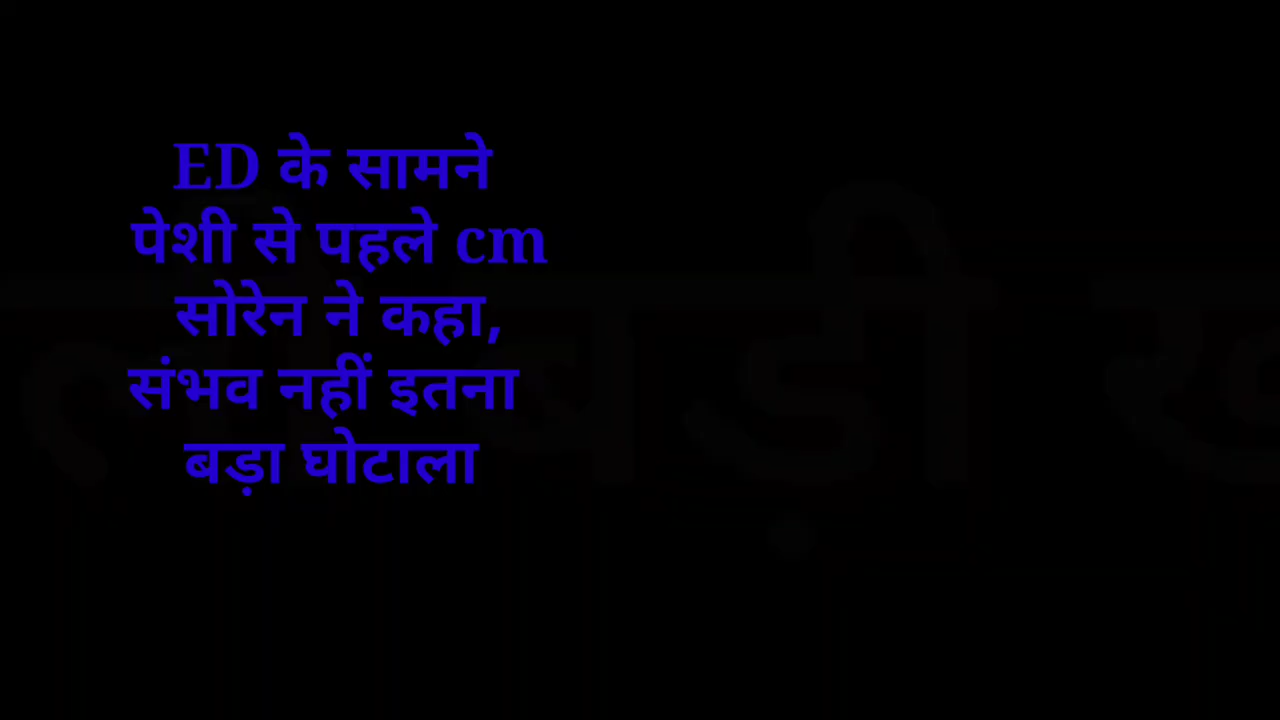 ED के सामने
पेशी से पहले cm
सोरेन ने कहा,
संभव नहीं इतना
बड़ा घोटाला